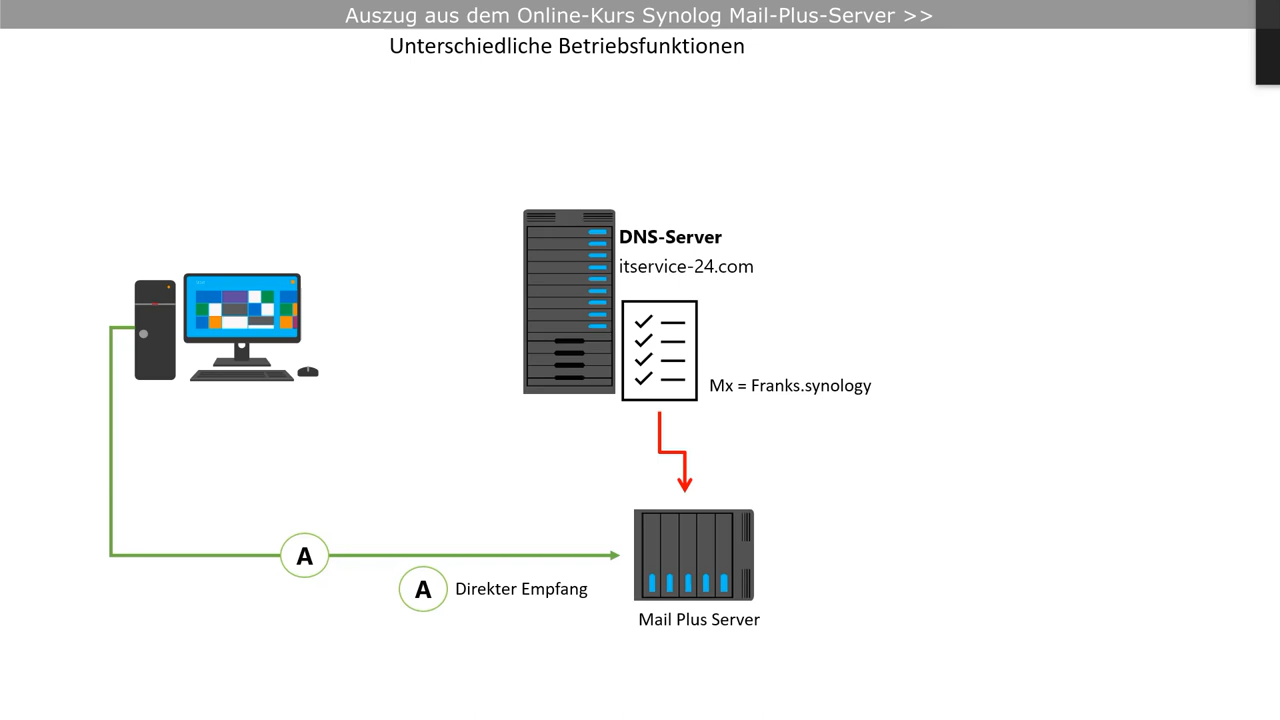 Auszug aus dem Online-Kurs Synolog Mail-Plus-Server >>
Unterschiedliche Betriebsfunktionen
DNS-Server
itservice-24.com
Mx = Franks.synology
A
A Direkter Empfang
Mail Plus Server